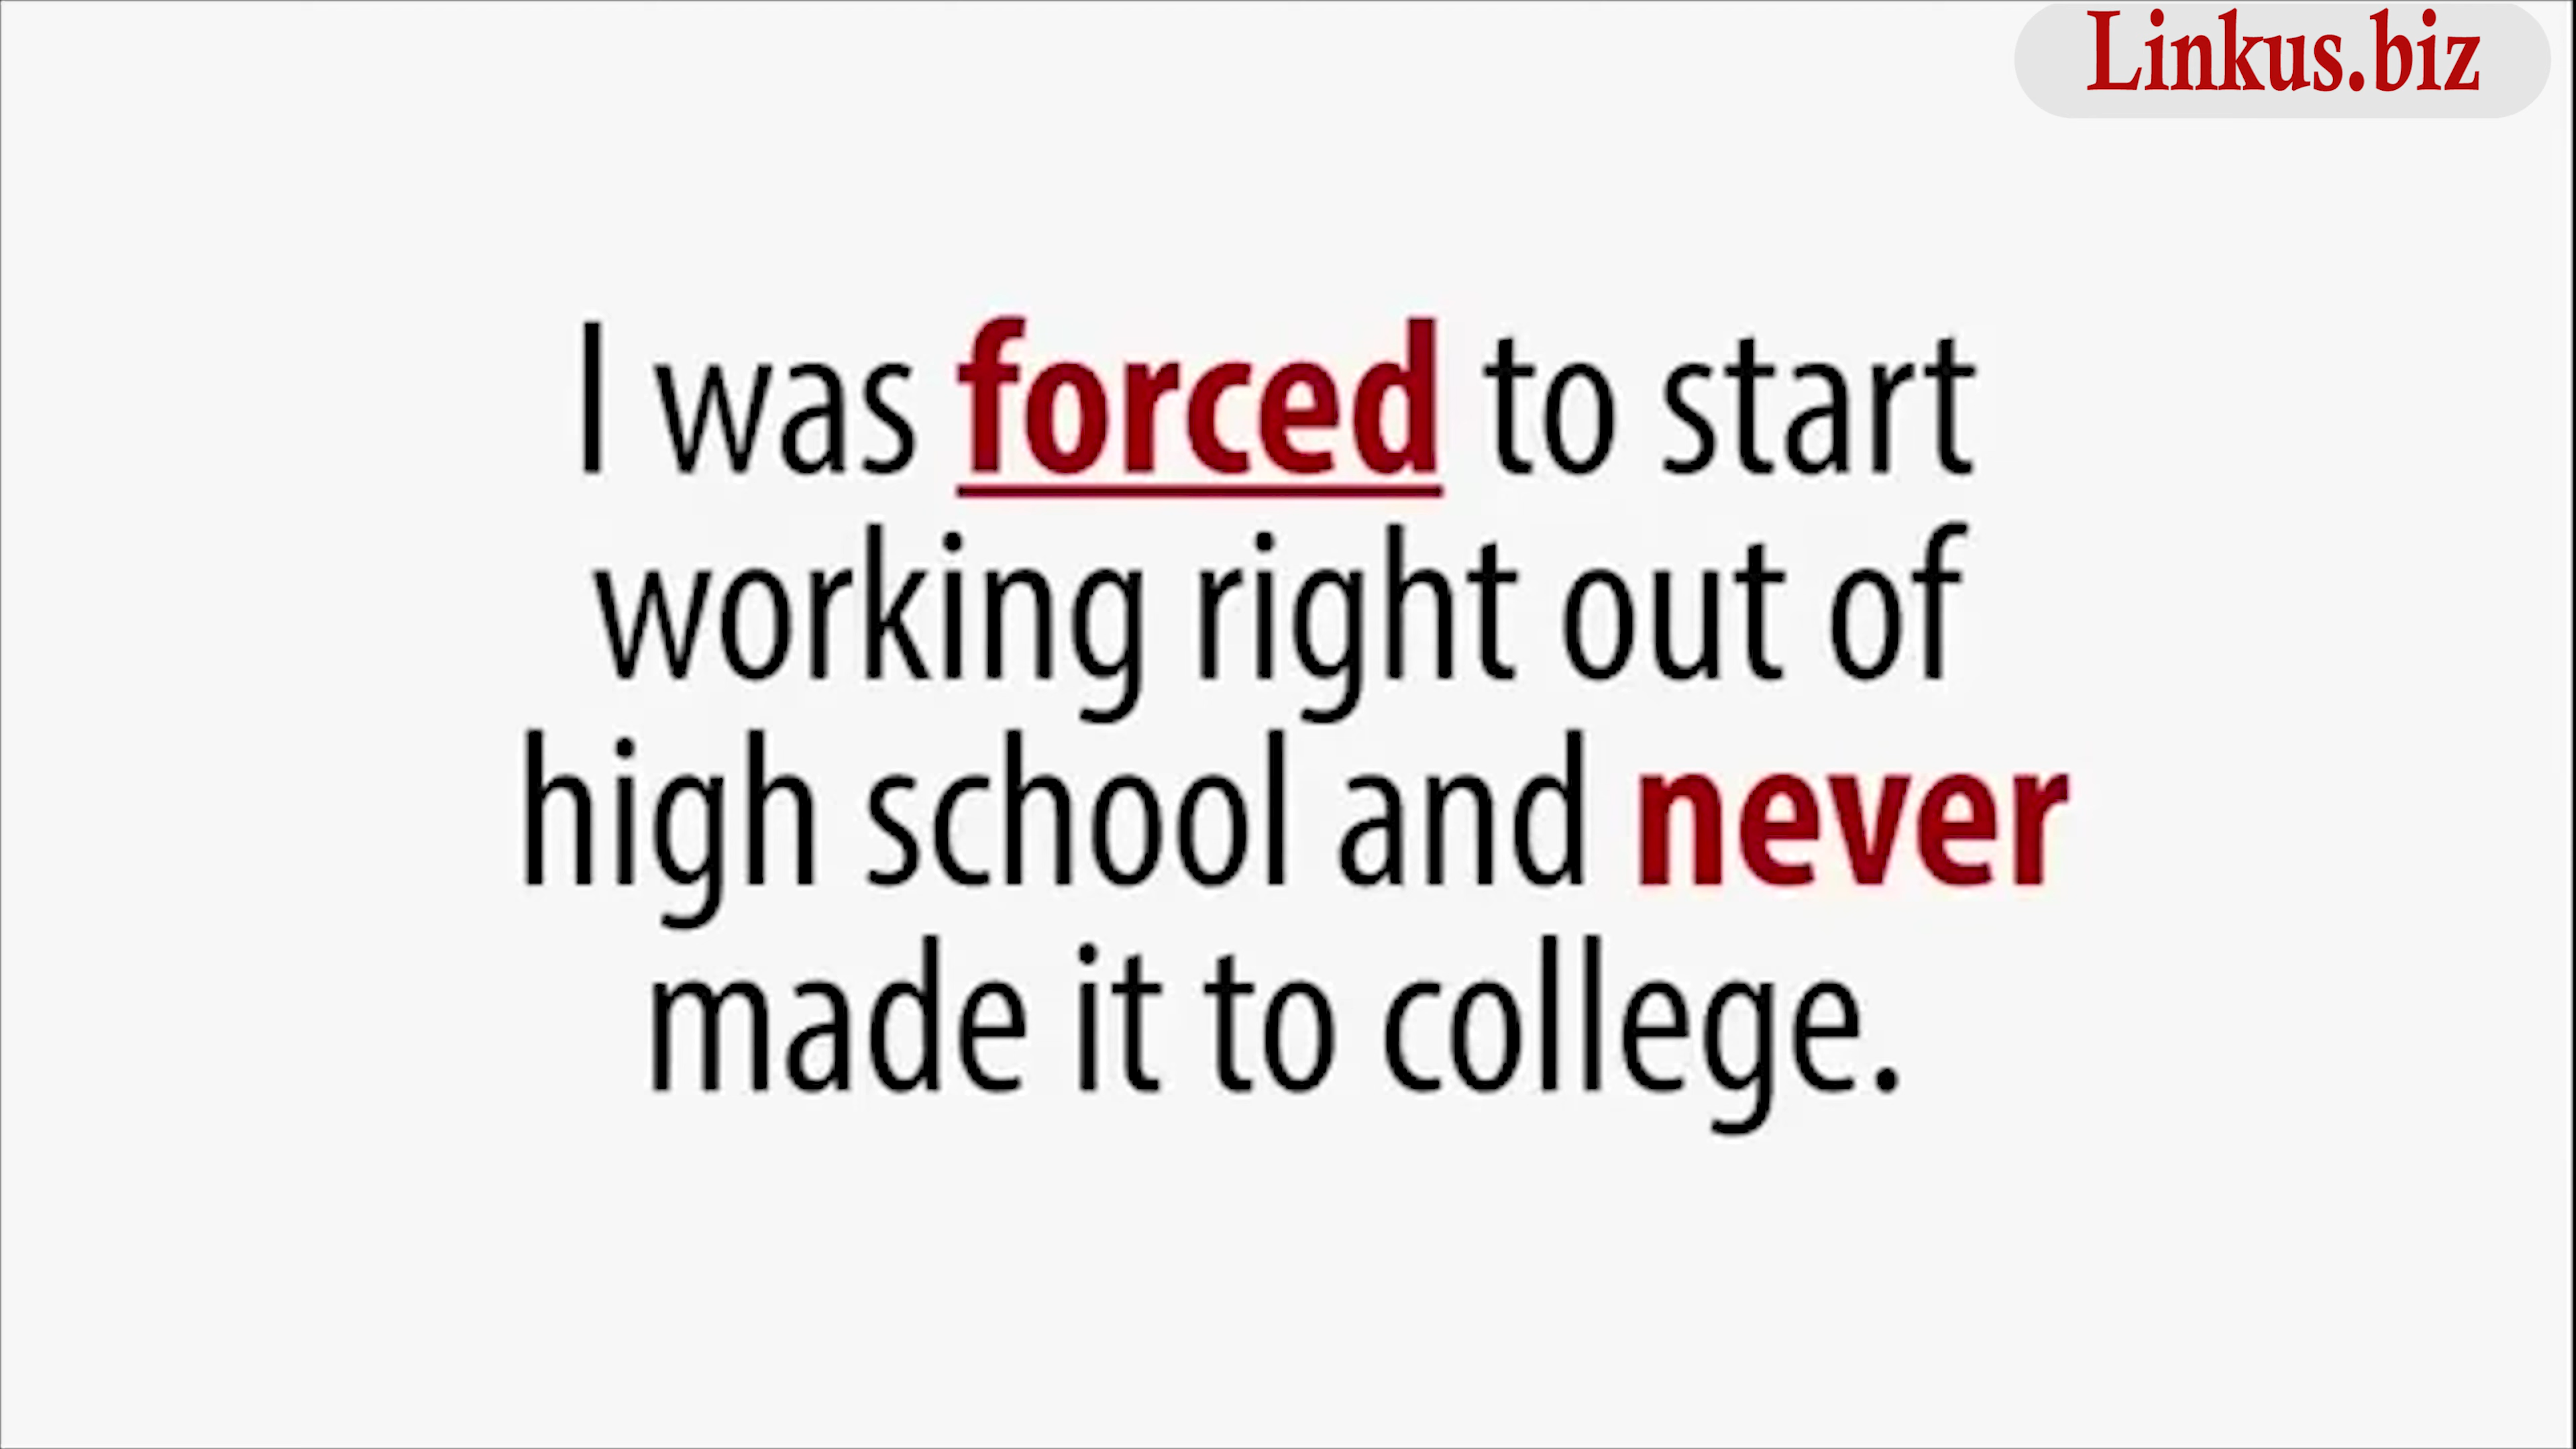 Linkus.biz
I was forced to start
working right out of
high school and never
made it to college.